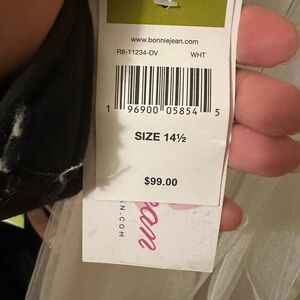 www.bonniejean.com
R8-11234-DV WHT
1 96900 05854 5
SIZE 14½
$99.00